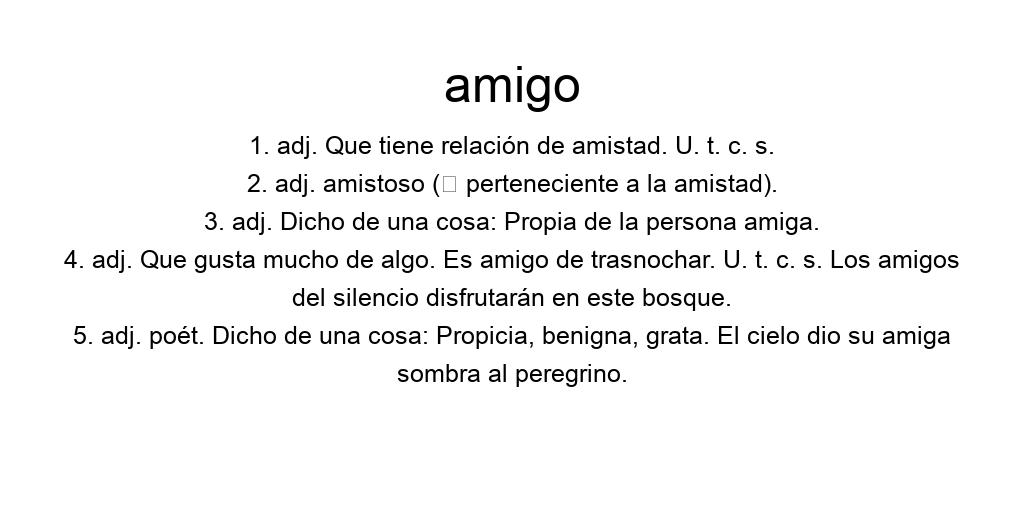 amigo
1. adj. Que tiene relación de amistad. U. t. c. s.
2. adj. amistoso (□ perteneciente a la amistad).
3. adj. Dicho de una cosa: Propia de la persona amiga.
4. adj. Que gusta mucho de algo. Es amigo de trasnochar. U. t. c. s. Los amigos
del silencio disfrutarán en este bosque.
5. adj. poét. Dicho de una cosa: Propicia, benigna, grata. El cielo dio su amiga
sombra al peregrino.